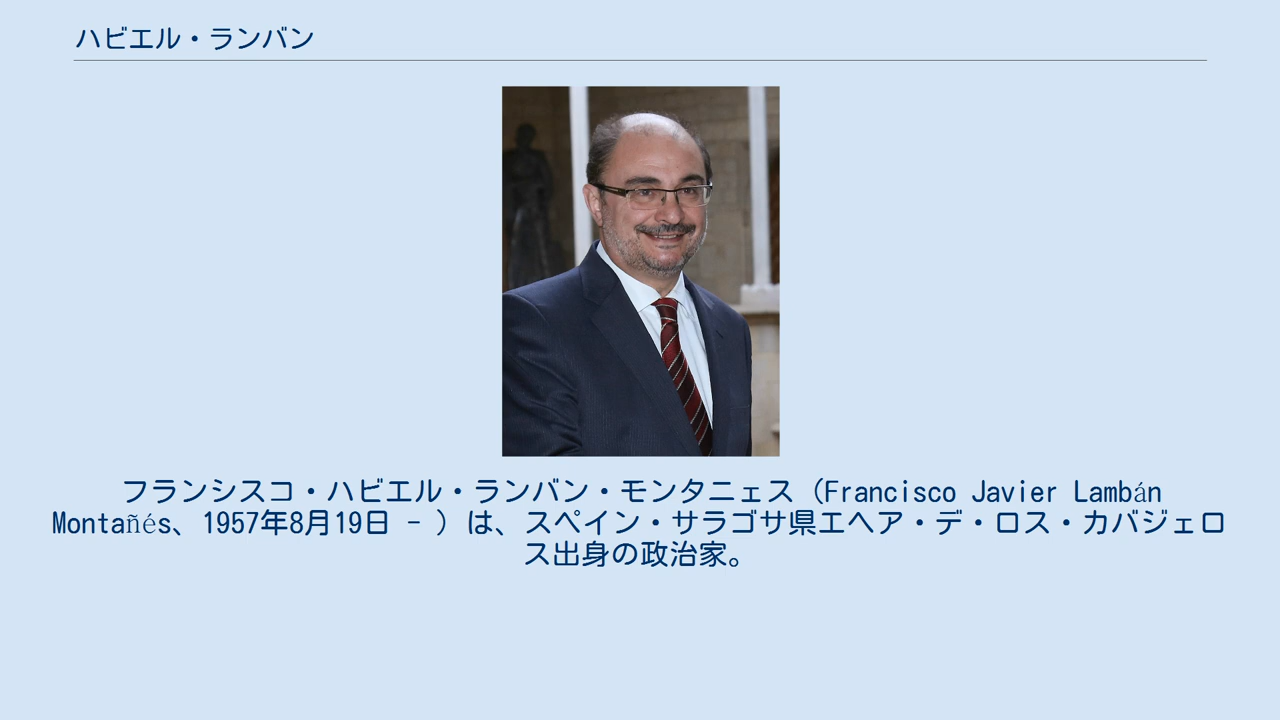 ハビエル・ランバン
フランシスコ・ハビエル・ランバン・モンタニェス（Francisco Javier Lambán
Montañés、1957年8月19日 - ）は、スペイン・サラゴサ県エヘア・デ・ロス・カバジェロ
ス出身の政治家。